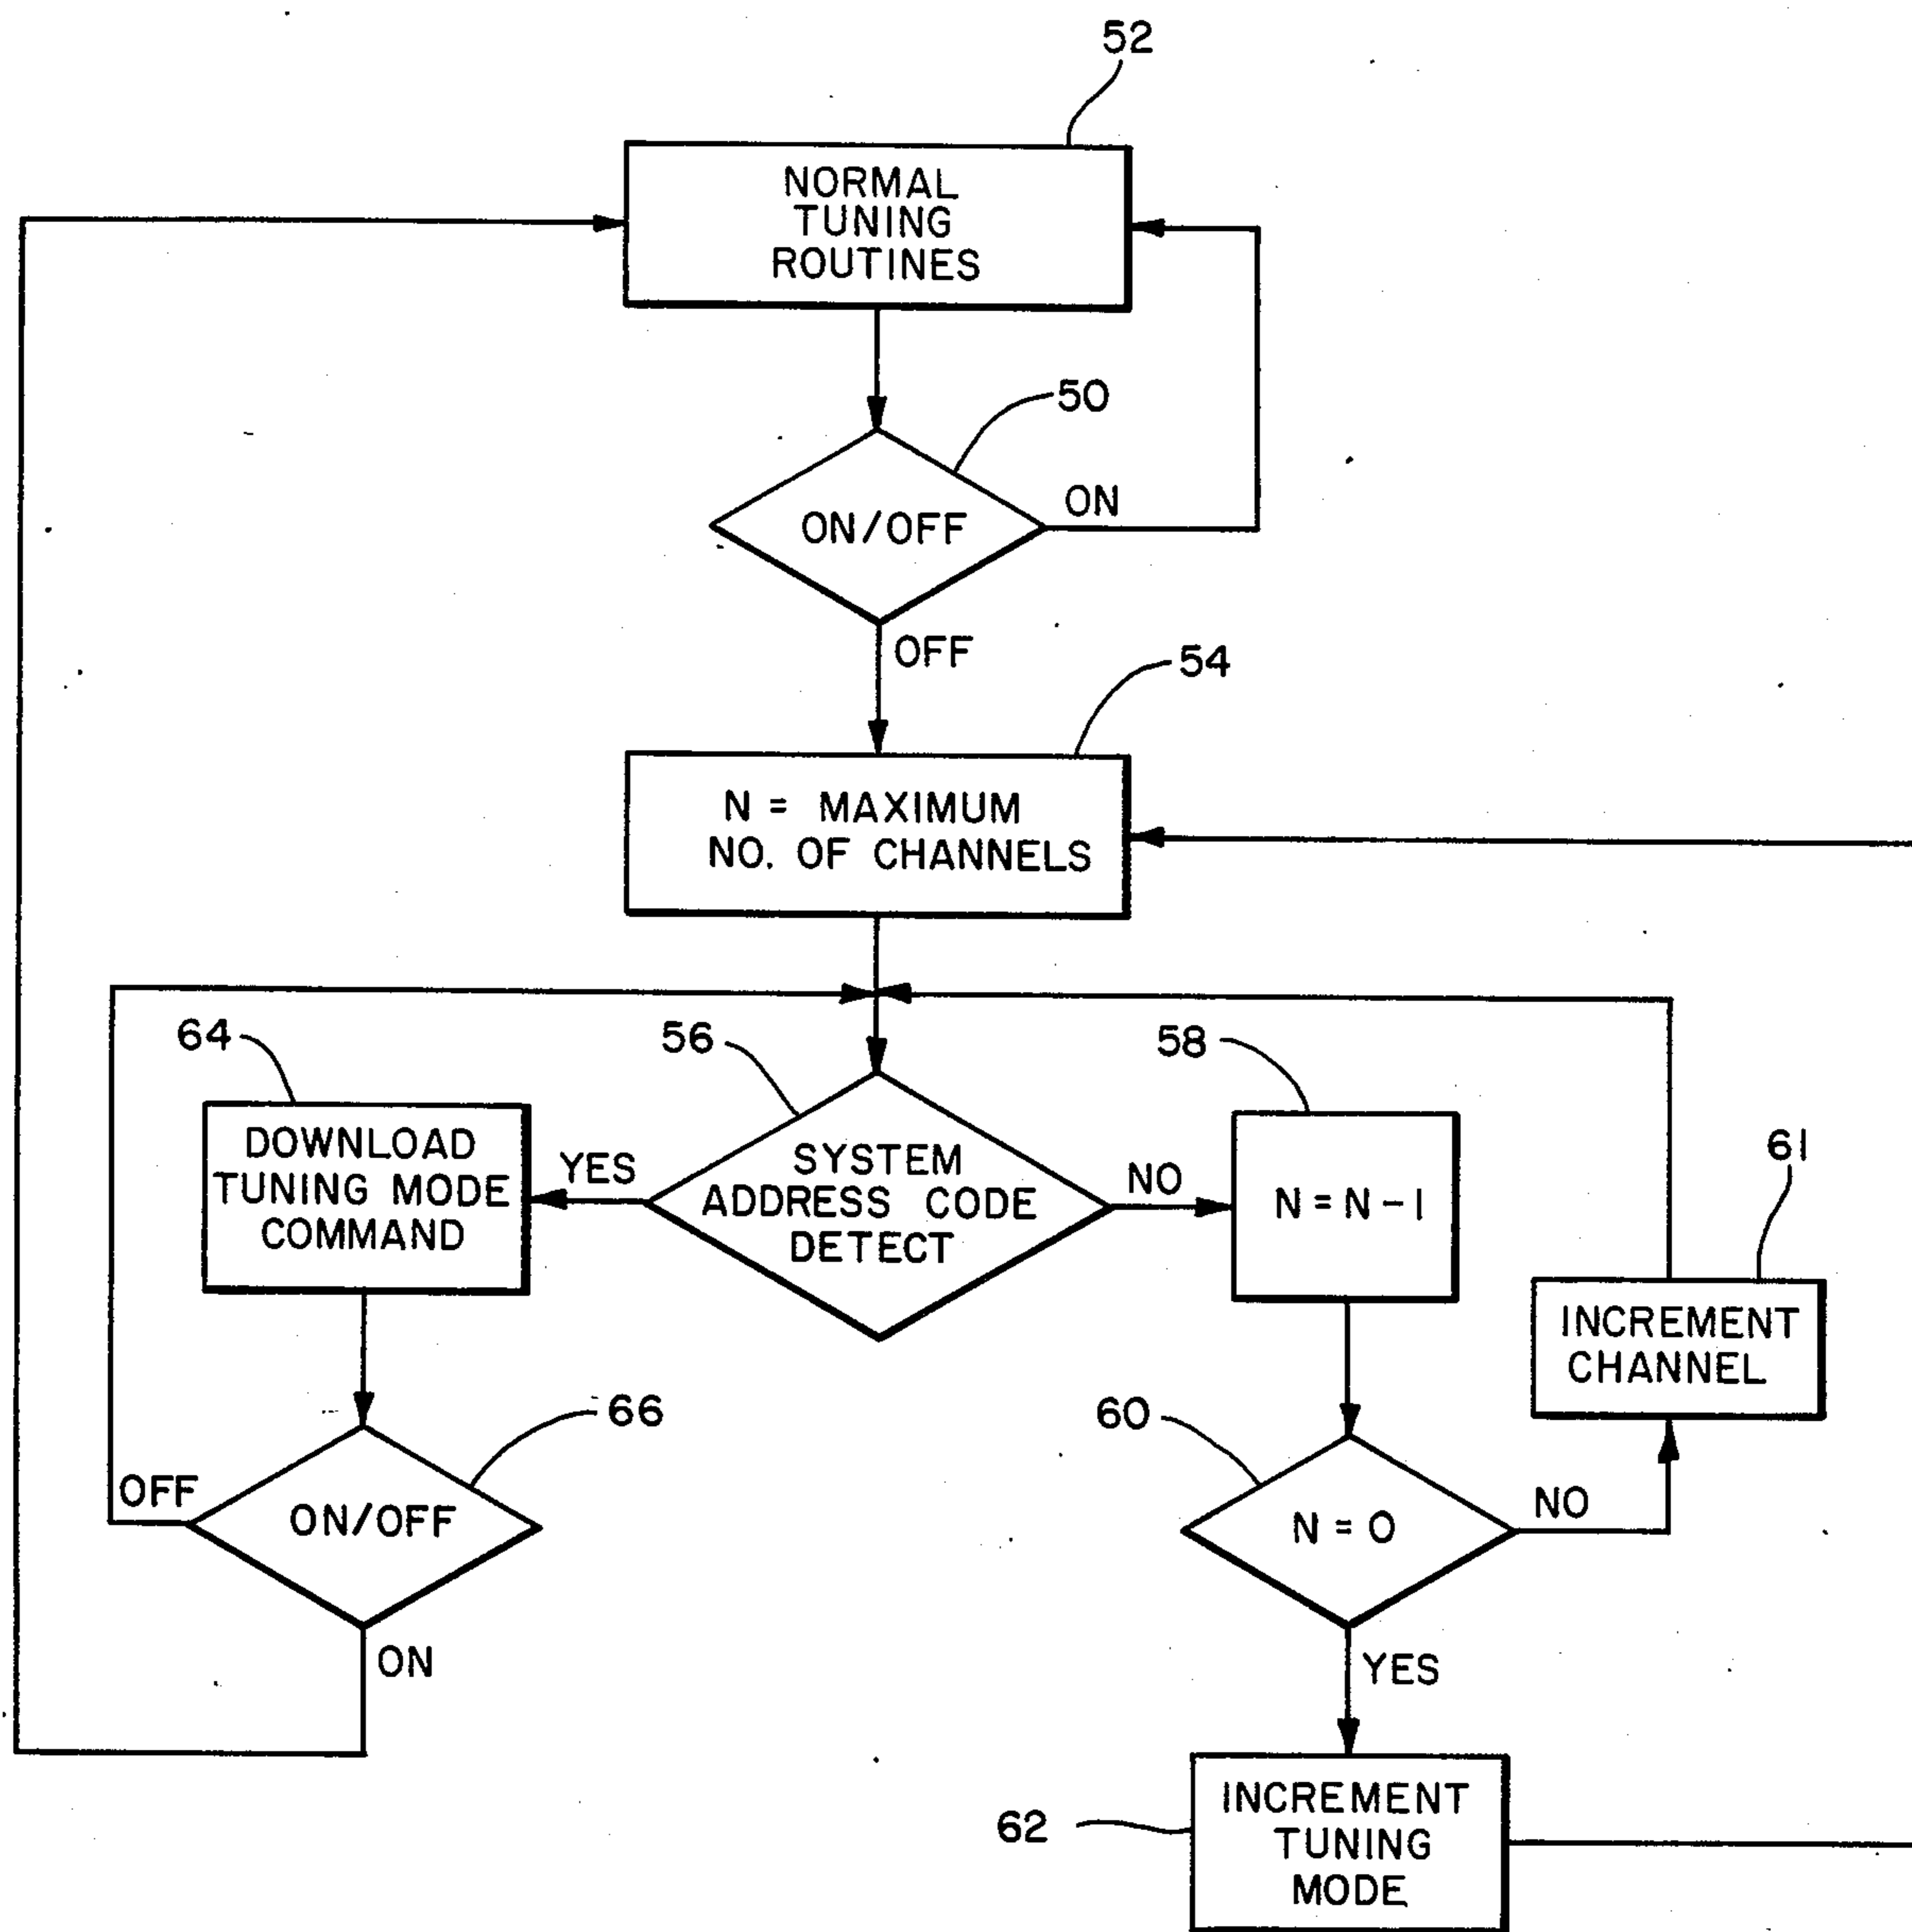 52
NORMAL
TUNING
ROUTINES
50
ON/OFF
ON
OFF
54
N = MAXIMUM
NO. OF CHANNELS
64
56
58
DOWNLOAD
TUNING MODE
COMMAND
YES
SYSTEM
ADDRESS CODE
DETECT
NO
N = N - 1
61
INCREMENT
CHANNEL
66
60
OFF
ON/OFF
N = 0
NO
ON
YES
62
INCREMENT
TUNING
MODE